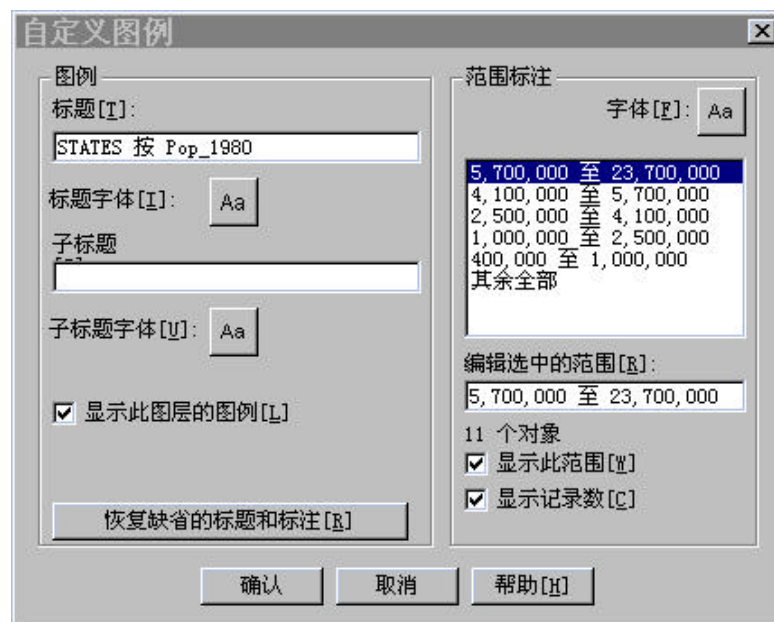 自定义图例
图例
标题[T]:
STATES 按 Pop_1980
标题字体[I]:
Aa
子标题
子标题字体[U]:
Aa
显示此图层的图例[L]
恢复缺省的标题和标注[R]
范围标注
字体[F]:
Aa
5,700,000 至 23,700,000
4,100,000 至 5,700,000
2,500,000 至 4,100,000
1,000,000 至 2,500,000
400,000 至 1,000,000
其余全部
编辑选中的范围[R]:
5,700,000 至 23,700,000
11 个对象
显示此范围[W]
显示记录数[C]
确认
取消
帮助[H]